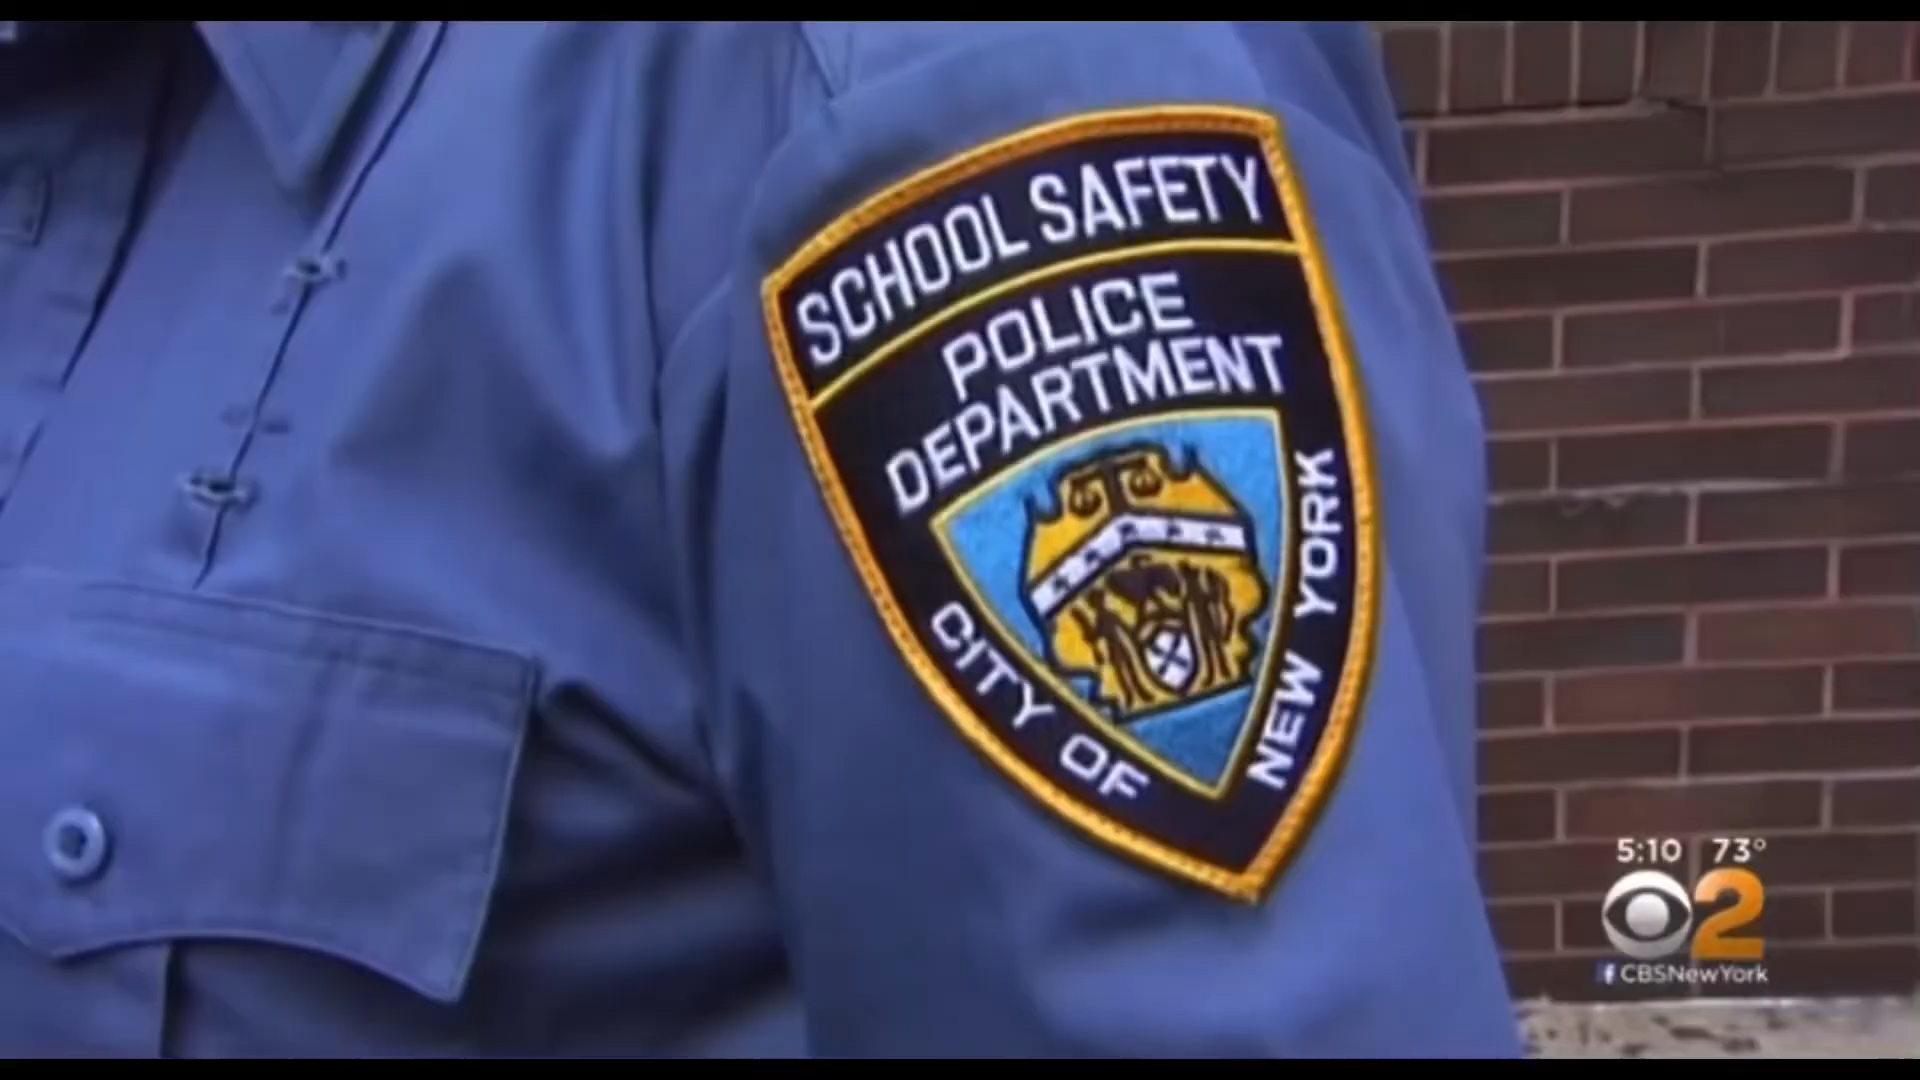 SCHOOL SAFETY
POLICE
DEPARTMENT
CITY OF
NEW YORK
5:10 73°
2
CBSNewYork